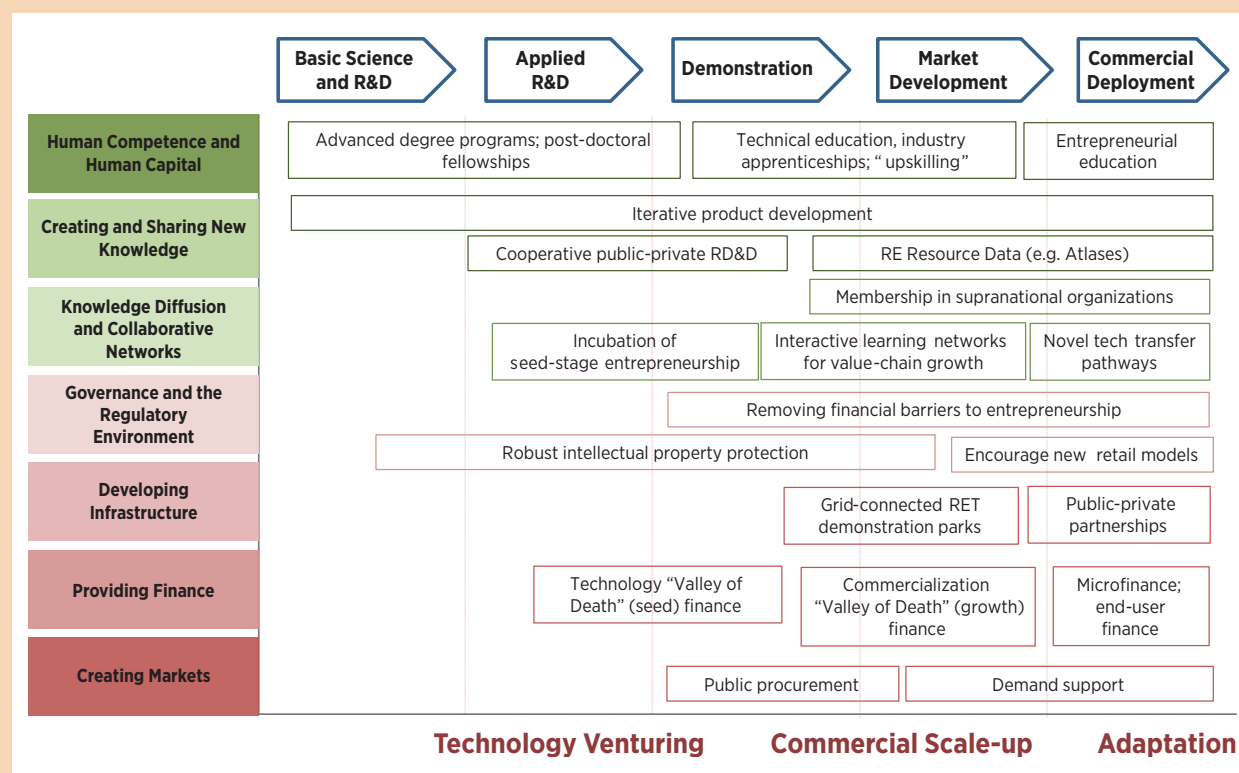 Basic Science
and R&D
Applied
R&D
Demonstration
Market
Development
Commercial
Deployment
Human Competence and
Human Capital
Advanced degree programs; post-doctoral
fellowships
Technical education, industry
apprenticeships; “ upskilling”
Entrepreneurial
education
Creating and Sharing New
Knowledge
Iterative product development
Cooperative public-private RD&D
RE Resource Data (e.g. Atlases)
Knowledge Diffusion
and Collaborative
Networks
Membership in supranational organizations
Incubation of
seed-stage entrepreneurship
Interactive learning networks
for value-chain growth
Novel tech transfer
pathways
Governance and the
Regulatory
Environment
Removing financial barriers to entrepreneurship
Robust intellectual property protection
Encourage new retail models
Developing
Infrastructure
Grid-connected RET
demonstration parks
Public-private
partnerships
Providing Finance
Technology “Valley of
Death” (seed) finance
Commercialization
“Valley of Death” (growth)
finance
Microfinance;
end-user
finance
Creating Markets
Public procurement
Demand support
Technology Venturing
Commercial Scale-up
Adaptation